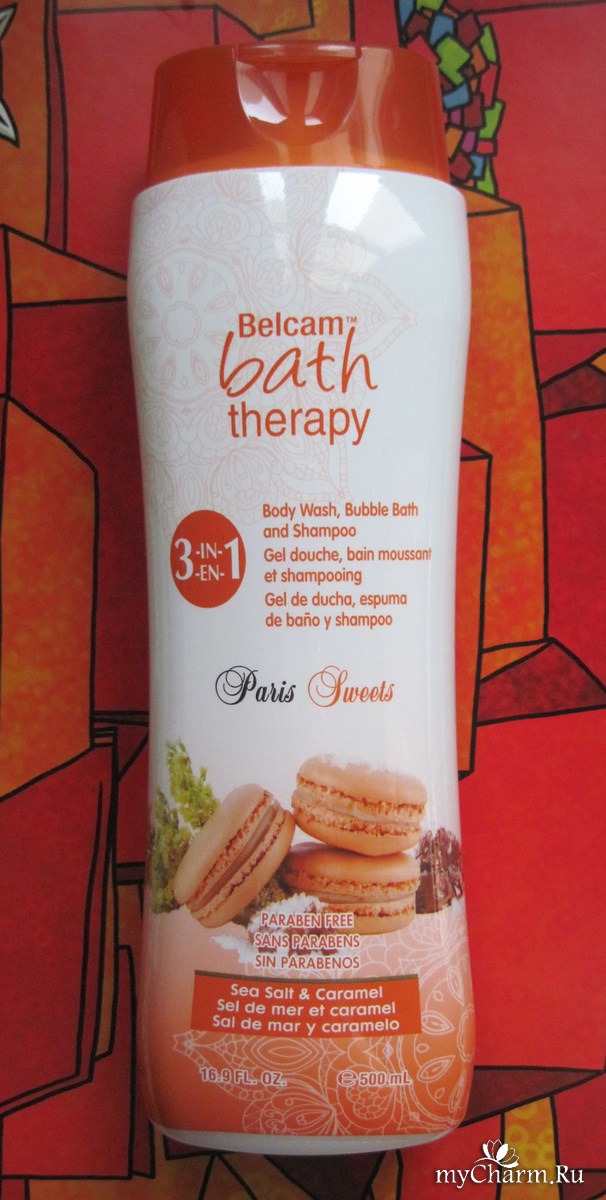 Belcam™
bath
therapy
3-IN-1
-EN-
Body Wash, Bubble Bath
and Shampoo
Gel douche, bain moussant
et shampooing
Gel de ducha, espuma
de baño y shampoo
Paris Sweets
PARABEN FREE
SANS PARABENS
SIN PARABENOS
Sea Salt & Caramel
Sel de mer et caramel
Sal de mar y caramelo
16.9 FL. OZ. ℮500 mL
myCharm.Ru